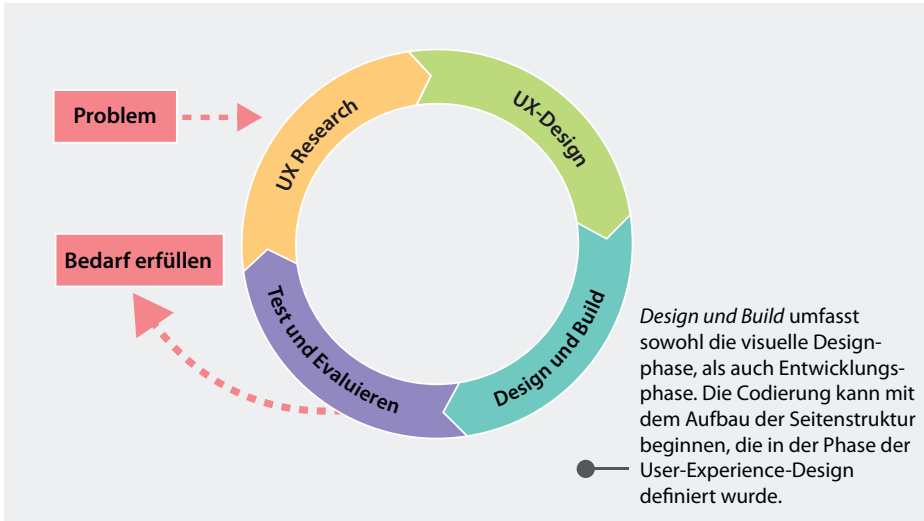 Problem
UX Research
UX-Design
Bedarf erfüllen
Test und Evaluieren
Design und Build
Design und Build umfasst
sowohl die visuelle Design-
phase, als auch Entwicklungs-
phase. Die Codierung kann mit
dem Aufbau der Seitenstruktur
beginnen, die in der Phase der
User-Experience-Design
definiert wurde.